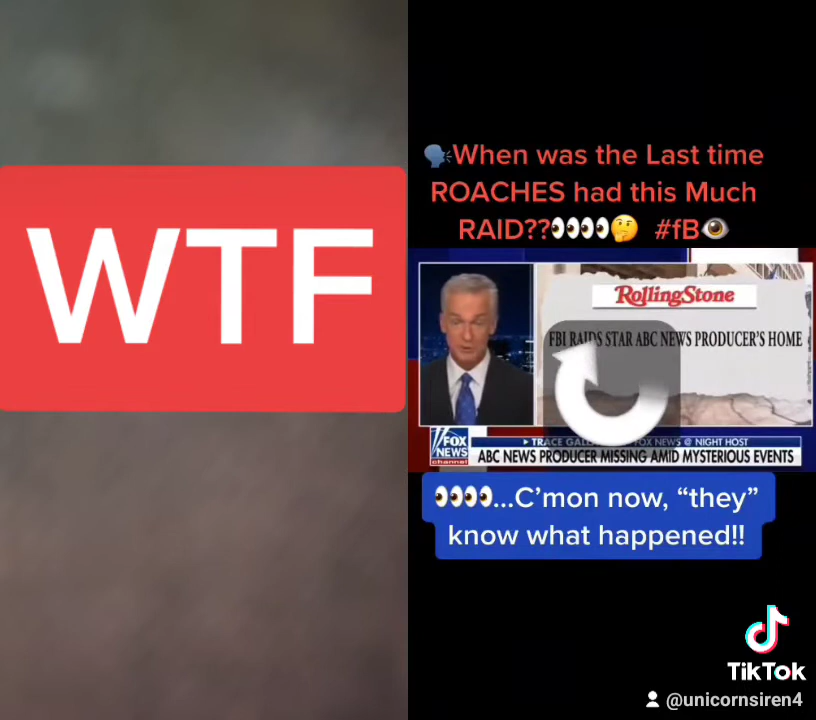 WTF
When was the Last time
ROACHES had this Much
RAID?? #fB
RollingStone
FBI RAIDS STAR ABC NEWS PRODUCER'S HOME
FOX
NEWS
channel
TRACE FOX NEWS @ NIGHT HOST
ABC NEWS PRODUCER MISSING AMID MYSTERIOUS EVENTS
...C'mon now, “they”
know what happened!!
TikTok
@unicornsiren4